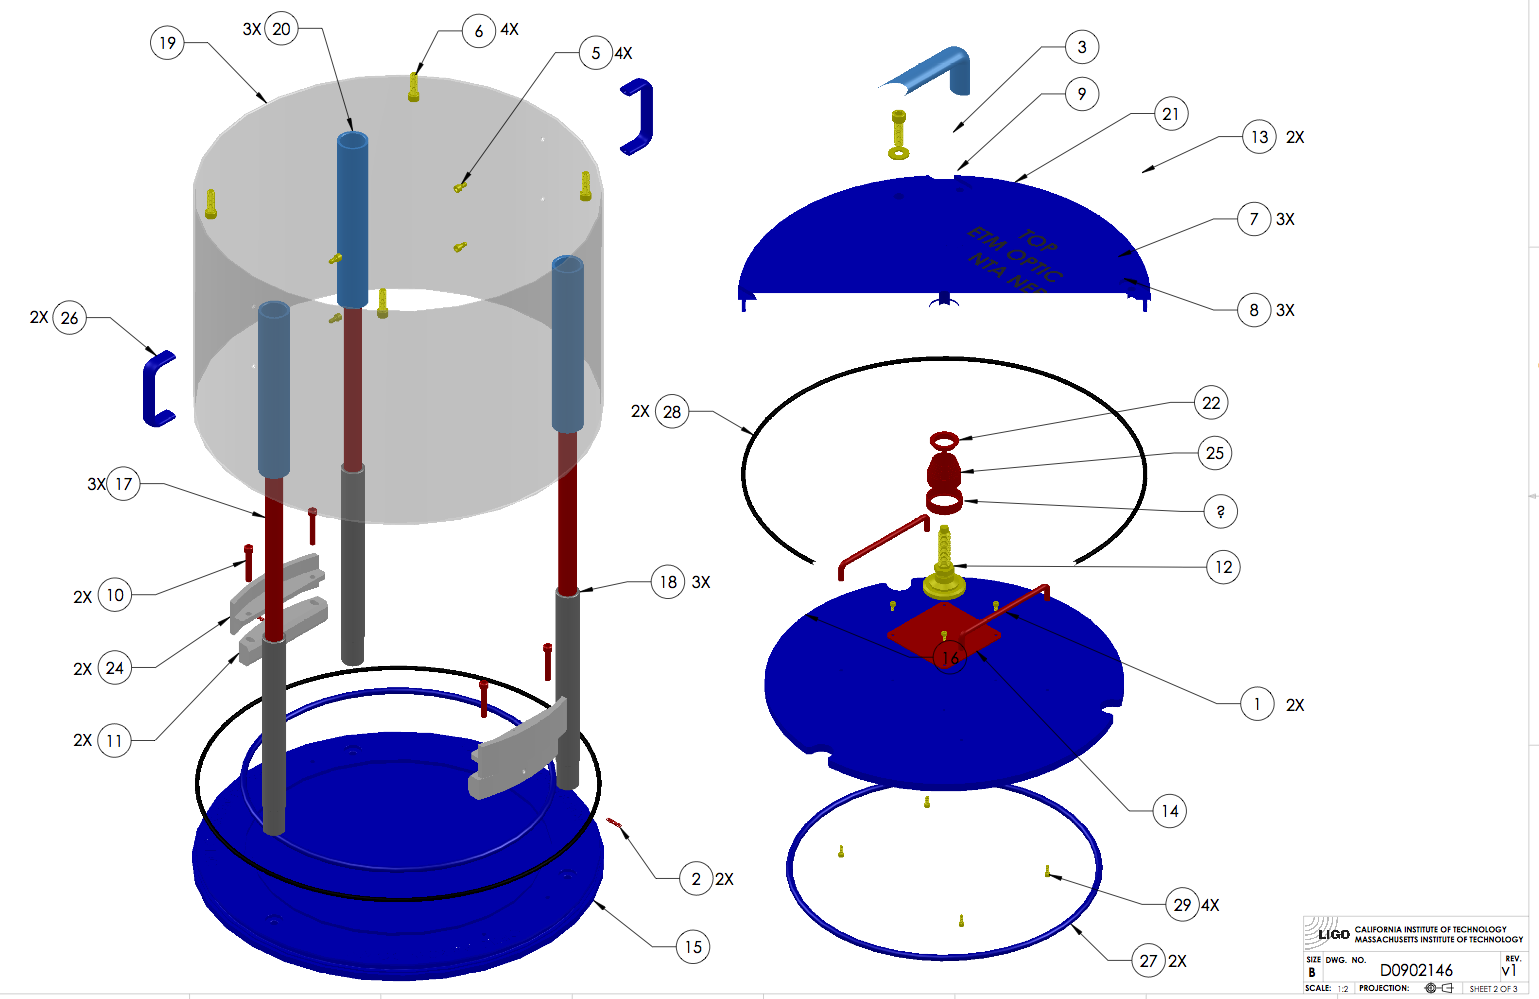 19
3X 20
6 4X
5 4X
3
9
21
13 2X
7 3X
8 3X
TOP
ETM OPTIC
2X 26
2X 28
22
25
?
12
3X 17
18 3X
2X 10
2X 24
2X 11
16
1 2X
14
2 2X
15
29 4X
27 2X
LIGO
CALIFORNIA INSTITUTE OF TECHNOLOGY
MASSACHUSETTS INSTITUTE OF TECHNOLOGY
SIZE DWG. NO. REV.
B D0902146 v1
SCALE: 1:2 PROJECTION: SHEET 2 OF 3